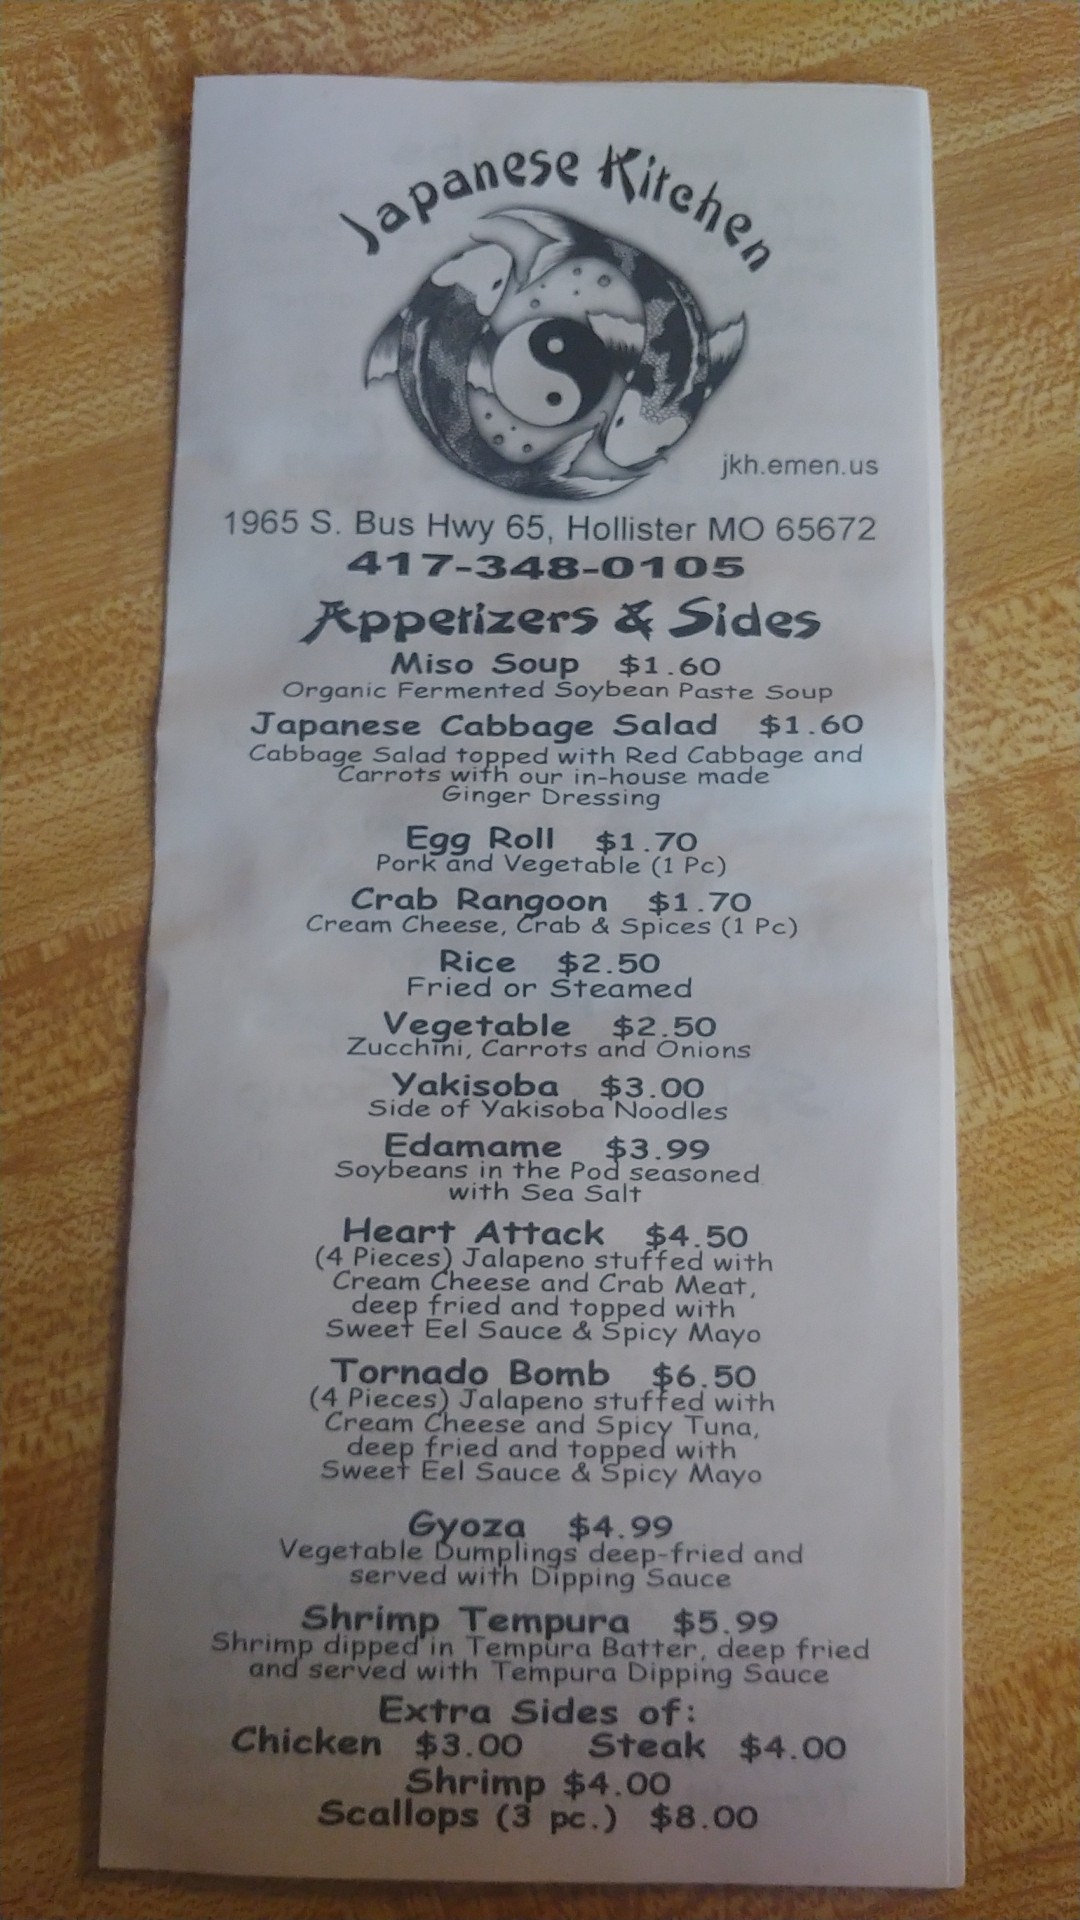 Japanese Kitchen
jkh.emen.us
1965 S. Bus Hwy 65, Hollister MO 65672
417-348-0105
Appetizers & Sides
Miso Soup $1.60
Organic Fermented Soybean Paste Soup
Japanese Cabbage Salad $1.60
Cabbage Salad topped with Red Cabbage and
Carrots with our in-house made
Ginger Dressing
Egg Roll $1.70
Pork and Vegetable (1 Pc)
Crab Rangoon $1.70
Cream Cheese, Crab & Spices (1 Pc)
Rice $2.50
Fried or Steamed
Vegetable $2.50
Zucchini, Carrots and Onions
Yakisoba $3.00
Side of Yakisoba Noodles
Edamame $3.99
Soybeans in the Pod seasoned
with Sea Salt
Heart Attack $4.50
(4 Pieces) Jalapeno stuffed with
Cream Cheese and Crab Meat,
deep fried and topped with
Sweet Eel Sauce & Spicy Mayo
Tornado Bomb $6.50
(4 Pieces) Jalapeno stuffed with
Cream Cheese and Spicy Tuna,
deep fried and topped with
Sweet Eel Sauce & Spicy Mayo
Gyoza $4.99
Vegetable Dumplings deep-fried and
served with Dipping Sauce
Shrimp Tempura $5.99
Shrimp dipped in Tempura Batter, deep fried
and served with Tempura Dipping Sauce
Extra Sides of:
Chicken $3.00 Steak $4.00
Shrimp $4.00
Scallops (3 pc.) $8.00